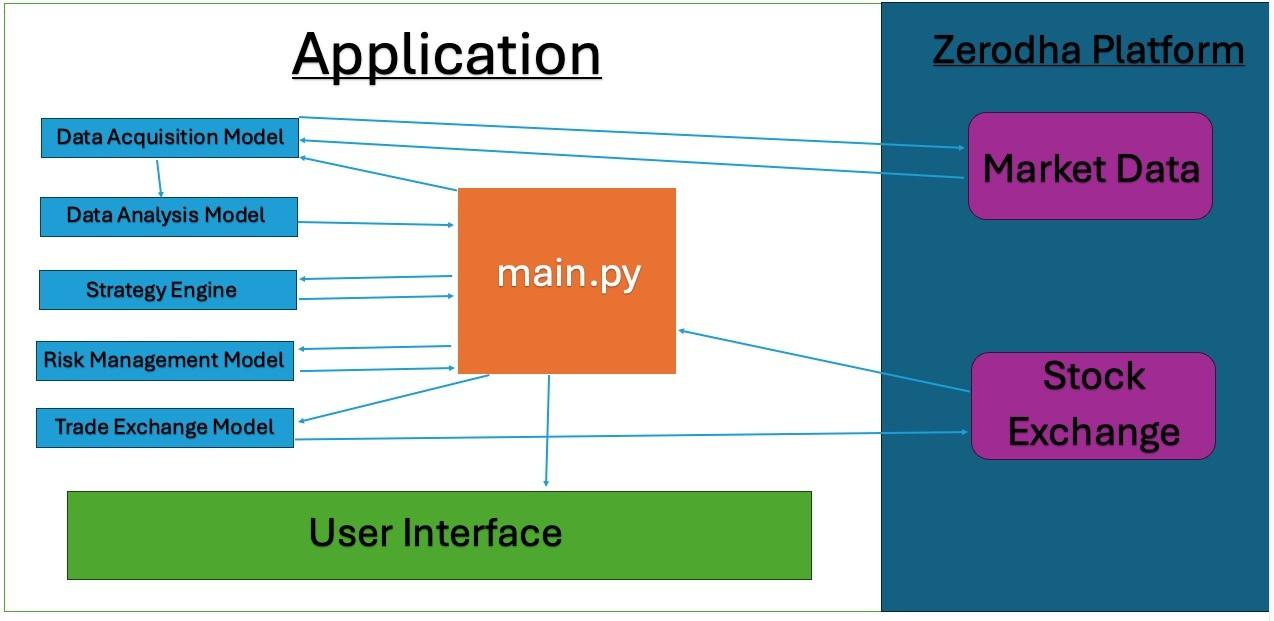 Application
Zerodha Platform
Data Acquisition Model
Data Analysis Model
Strategy Engine
Risk Management Model
Trade Exchange Model
main.py
User Interface
Market Data
Stock
Exchange